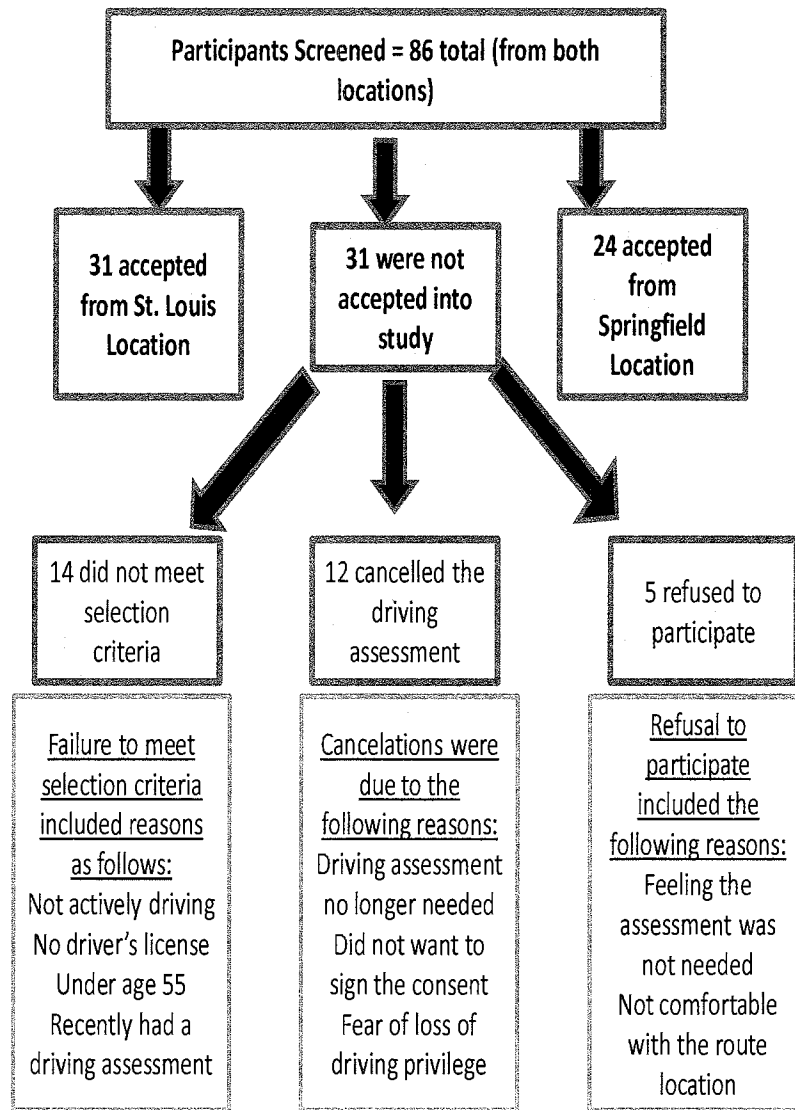 Participants Screened = 86 total (from both
locations)
31 accepted
from St. Louis
Location
31 were not
accepted into
study
24 accepted
from
Springfield
Location
14 did not meet
selection
criteria
12 cancelled the
driving
assessment
5 refused to
participate
Failure to meet
selection criteria
included reasons
as follows:
Not actively driving
No driver's license
Under age 55
Recently had a
driving assessment
Cancelations were
due to the
following reasons:
Driving assessment
no longer needed
Did not want to
sign the consent
Fear of loss of
driving privilege
Refusal to
participate
included the
following reasons:
Feeling the
assessment was
not needed
Not comfortable
with the route
location